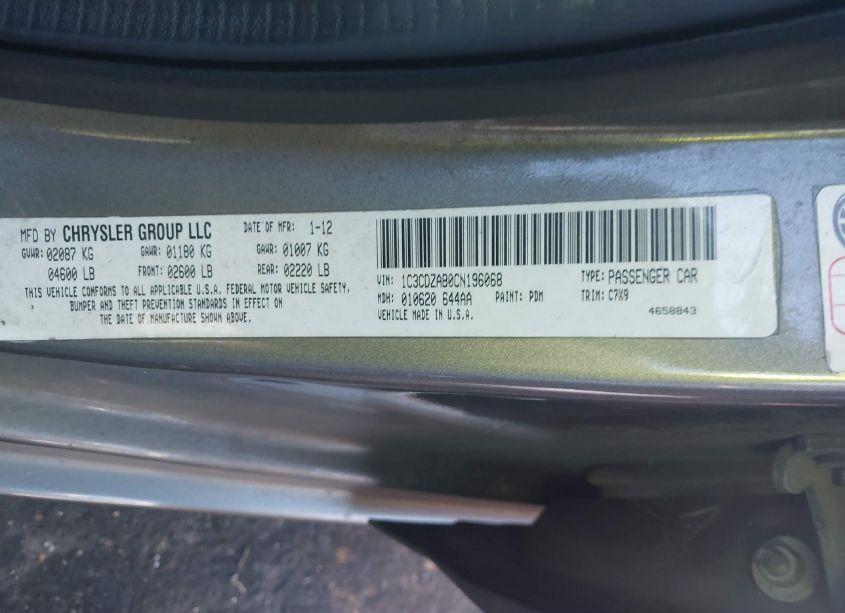 MFD BY CHRYSLER GROUP LLC DATE OF MFR: 1-12
GVWR: 02087 KG GAWR: 01180 KG GAWR: 01007 KG
04600 LB FRONT: 02600 LB REAR: 02220 LB
THIS VEHICLE CONFORMS TO ALL APPLICABLE U.S.A. FEDERAL MOTOR VEHICLE SAFETY,
BUMPER AND THEFT PREVENTION STANDARDS IN EFFECT ON
THE DATE OF MANUFACTURE SHOWN ABOVE.
VIN: 1C3CDZAB0CN196068 TYPE: PASSENGER CAR
MDH: 010620 644AA PAINT: PDM TRIM: C7X9
VEHICLE MADE IN U.S.A. 4658843